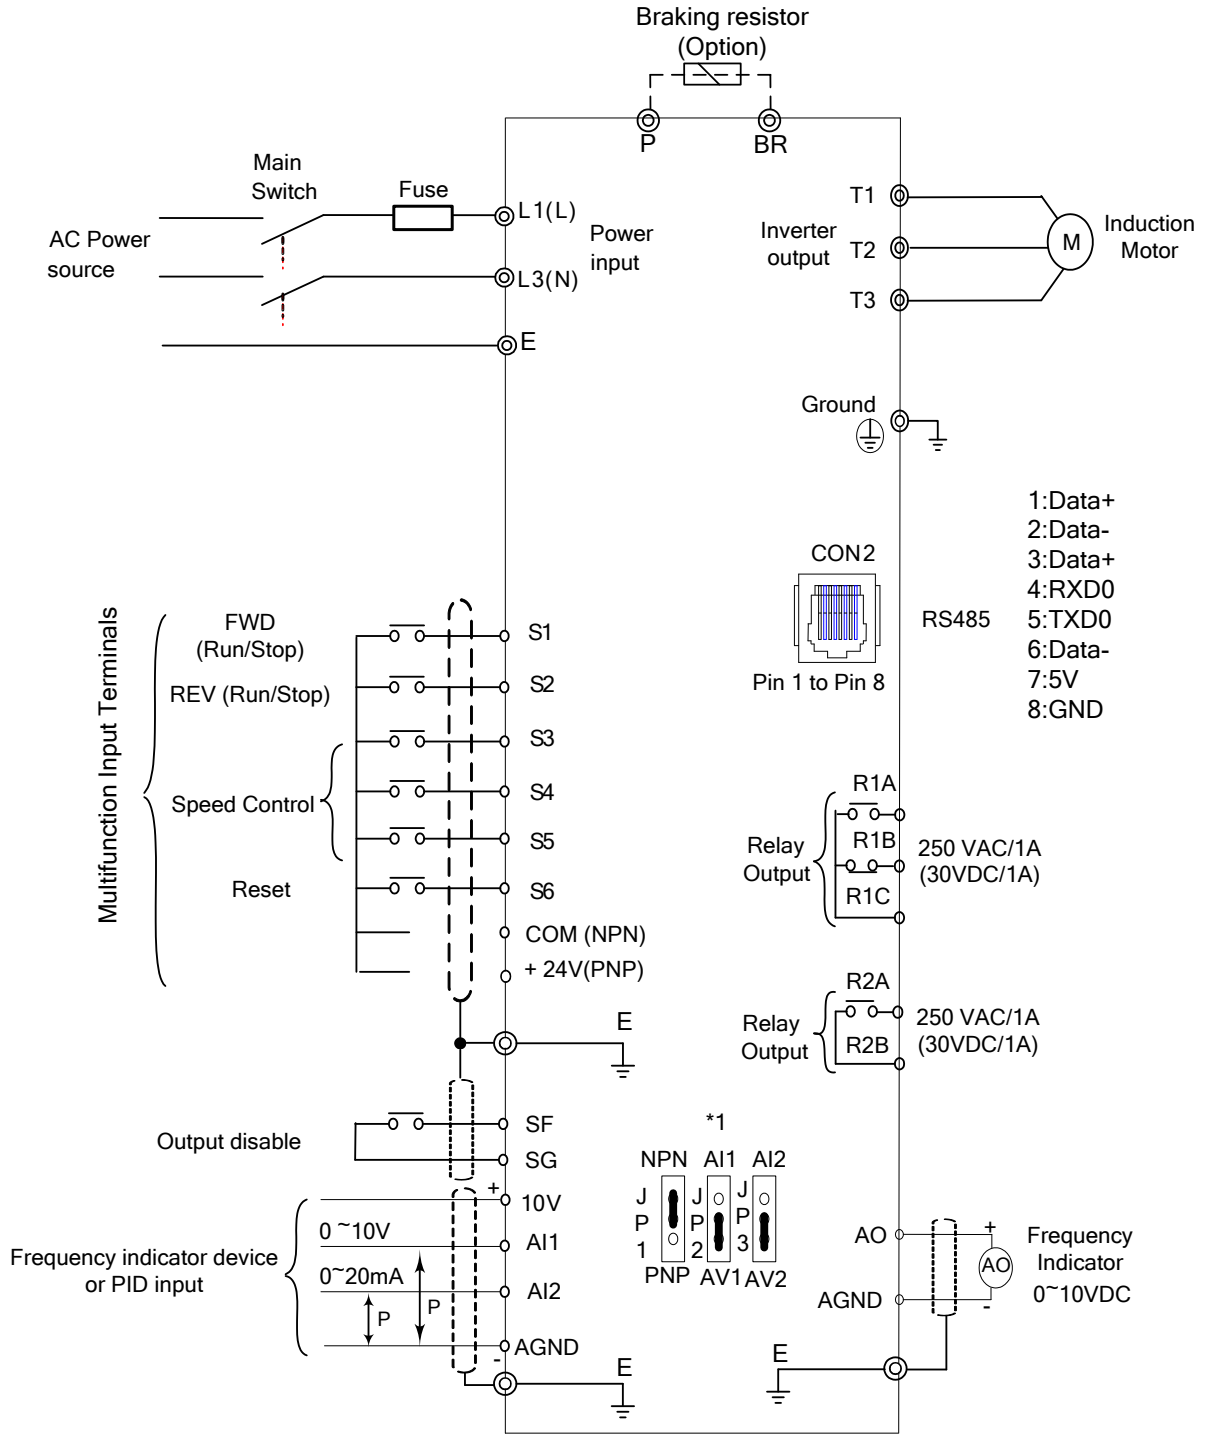 Braking resistor
(Option)
P
BR
Main
Switch
Fuse
AC Power
source
L1(L)
L3(N)
E
Power
input
T1
T2
T3
Inverter
output
M
Induction
Motor
Ground
CON2
Pin 1 to Pin 8
RS485
1:Data+
2:Data-
3:Data+
4:RXD0
5:TXD0
6:Data-
7:5V
8:GND
Multifunction Input Terminals
FWD
(Run/Stop)
REV (Run/Stop)
Speed Control
Reset
S1
S2
S3
S4
S5
S6
COM (NPN)
+ 24V(PNP)
E
Relay
Output
R1A
R1B
R1C
250 VAC/1A
(30VDC/1A)
Relay
Output
R2A
R2B
250 VAC/1A
(30VDC/1A)
Output disable
SF
SG
*1
NPN AI1 AI2
JP1
JP2
JP3
PNP AV1 AV2
Frequency indicator device
or PID input
+
10V
0 ~10V
AI1
0~20mA
AI2
P
P
AGND
-
E
AO
AGND
+
AO
-
Frequency
Indicator
0~10VDC
E